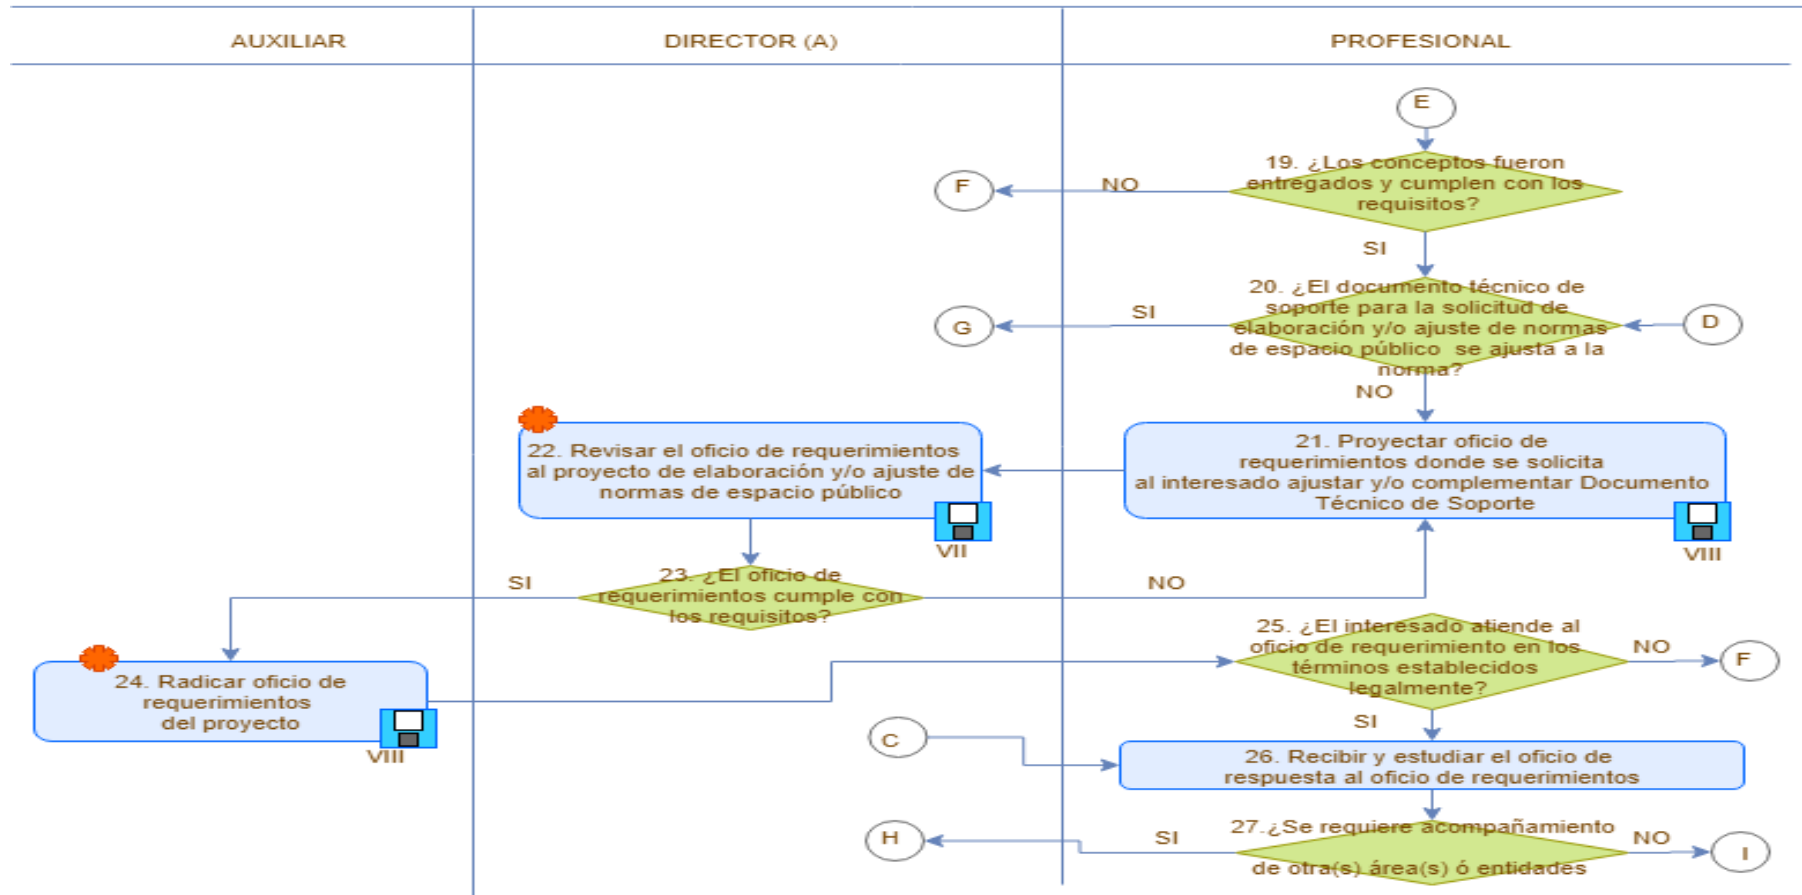 AUXILIAR
DIRECTOR (A)
PROFESIONAL
E
19. ¿Los conceptos fueron
entregados y cumplen con los
requisitos?
NO
F
SI
20. ¿El documento técnico de
soporte para la solicitud de
elaboración y/o ajuste de normas
de espacio público se ajusta a la
norma?
SI
G
D
NO
21. Proyectar oficio de
requerimientos donde se solicita
al interesado ajustar y/o complementar Documento
Técnico de Soporte
VIII
22. Revisar el oficio de requerimientos
al proyecto de elaboración y/o ajuste de
normas de espacio público
VII
23. ¿El oficio de
requerimientos cumple con
los requisitos?
SI
NO
24. Radicar oficio de
requerimientos
del proyecto
VIII
25. ¿El interesado atiende al
oficio de requerimiento en los
términos establecidos
legalmente?
NO
F
SI
C
26. Recibir y estudiar el oficio de
respuesta al oficio de requerimientos
27.¿Se requiere acompañamiento
de otra(s) área(s) ó entidades
SI
H
NO
I